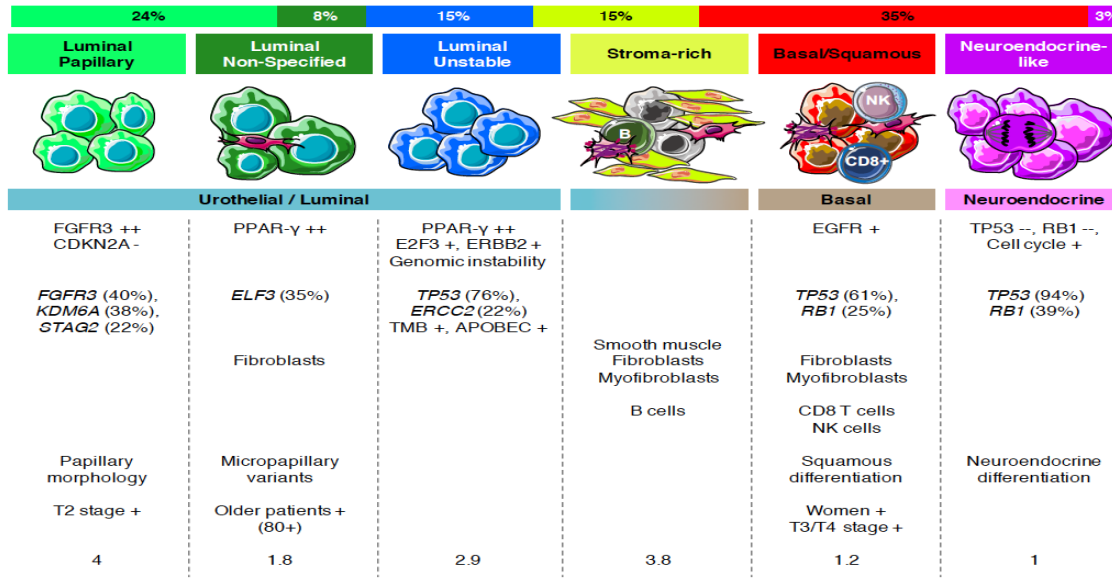 24% 8% 15% 15% 35% 3%
Luminal Papillary
Luminal Non-Specified
Luminal Unstable
Stroma-rich
Basal/Squamous
Neuroendocrine-like
B
NK
CD8+
Urothelial / Luminal
Basal
Neuroendocrine
FGFR3 ++
CDKN2A -
PPAR-γ ++
PPAR-γ ++
E2F3 +, ERBB2 +
Genomic instability
EGFR +
TP53 --, RB1 --,
Cell cycle +
FGFR3 (40%),
KDM6A (38%),
STAG2 (22%)
ELF3 (35%)
TP53 (76%),
ERCC2 (22%)
TMB +, APOBEC +
TP53 (61%),
RB1 (25%)
TP53 (94%)
RB1 (39%)
Fibroblasts
Smooth muscle
Fibroblasts
Myofibroblasts
Fibroblasts
Myofibroblasts
B cells
CD8 T cells
NK cells
Papillary
morphology
Micropapillary
variants
Squamous
differentiation
Neuroendocrine
differentiation
T2 stage +
Older patients +
(80+)
Women +
T3/T4 stage +
4 1.8 2.9 3.8 1.2 1